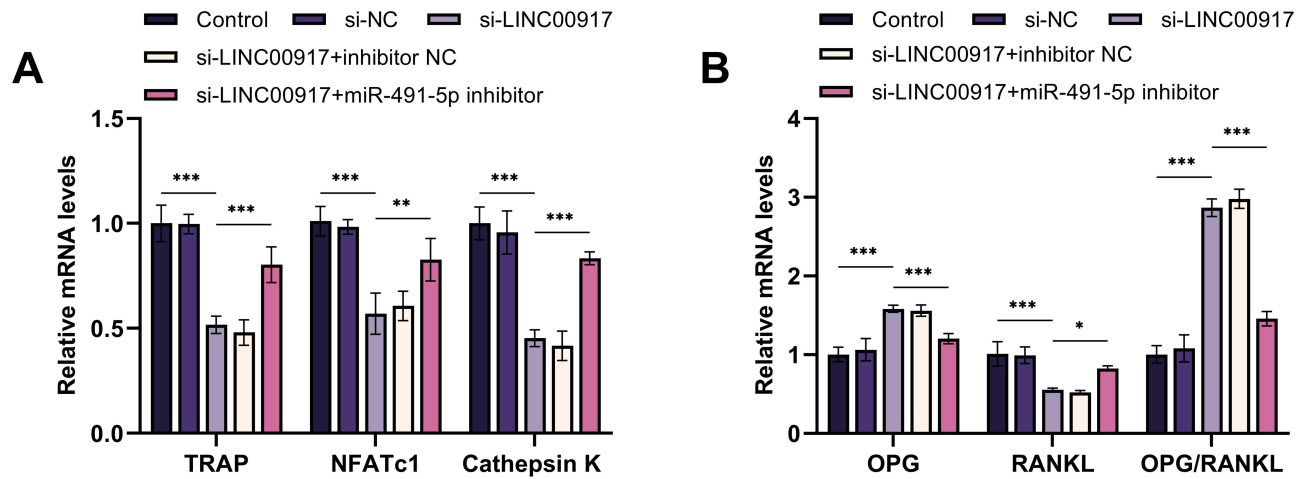 A
Control si-NC si-LINC00917
si-LINC00917+inhibitor NC
si-LINC00917+miR-491-5p inhibitor
Relative mRNA levels
1.5
1.0
0.5
0.0
*** *** *** ** *** ***
TRAP NFATc1 Cathepsin K
B
Control si-NC si-LINC00917
si-LINC00917+inhibitor NC
si-LINC00917+miR-491-5p inhibitor
Relative mRNA levels
4
3
2
1
0
*** *** *** * *** ***
OPG RANKL OPG/RANKL